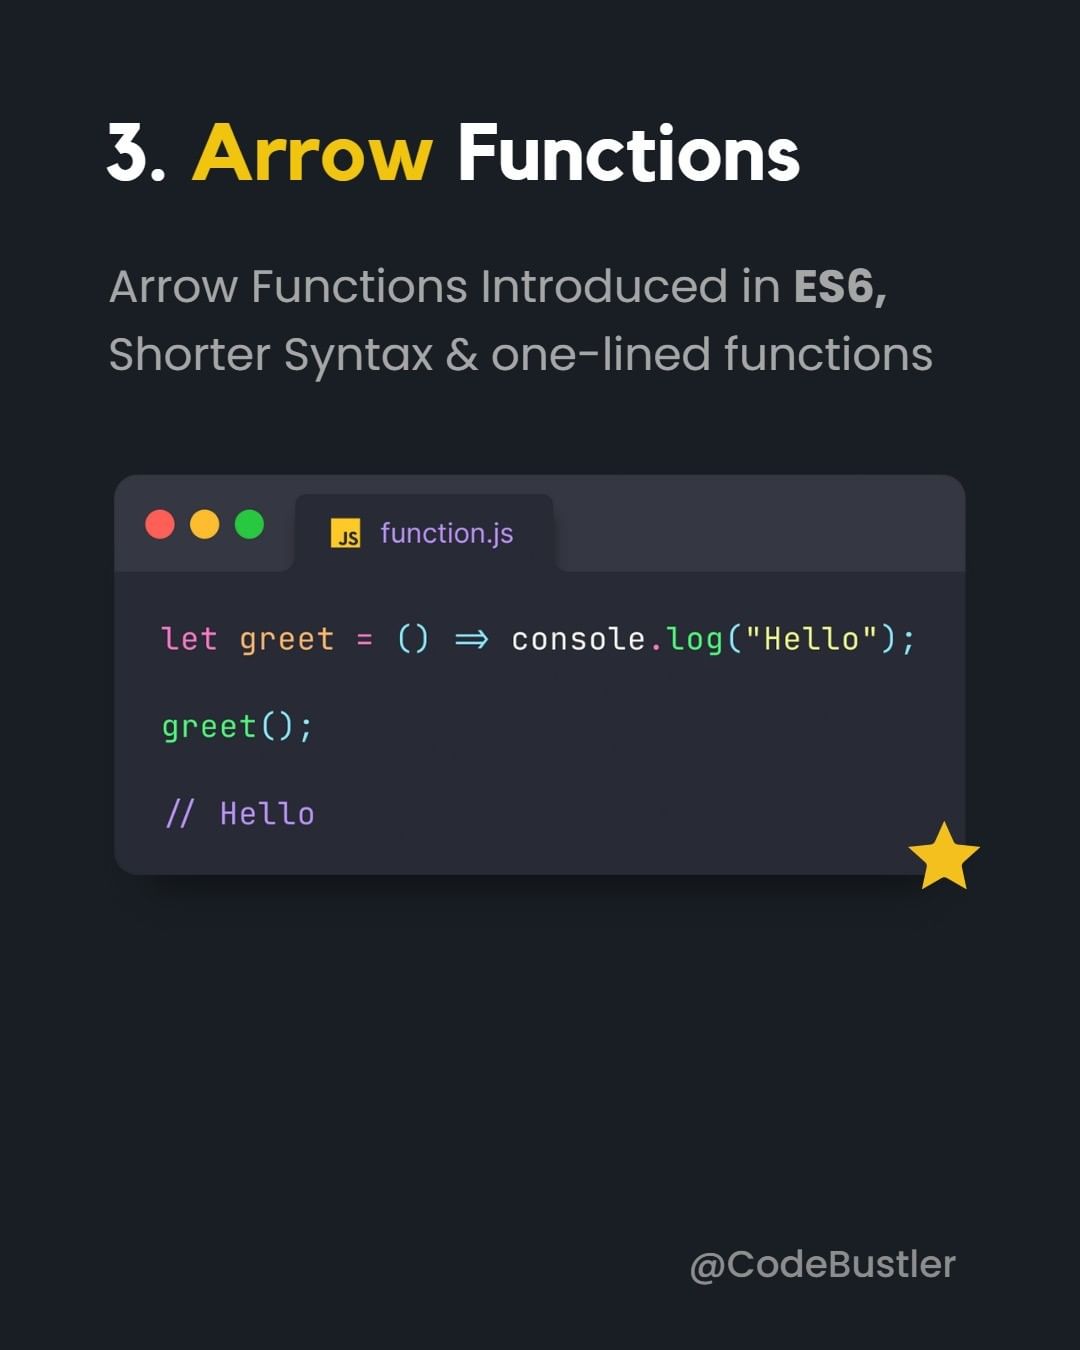 3. Arrow Functions
Arrow Functions Introduced in ES6,
Shorter Syntax & one-lined functions
JS function.js
let greet = () => console.log("Hello");
greet();
// Hello
@CodeBustler